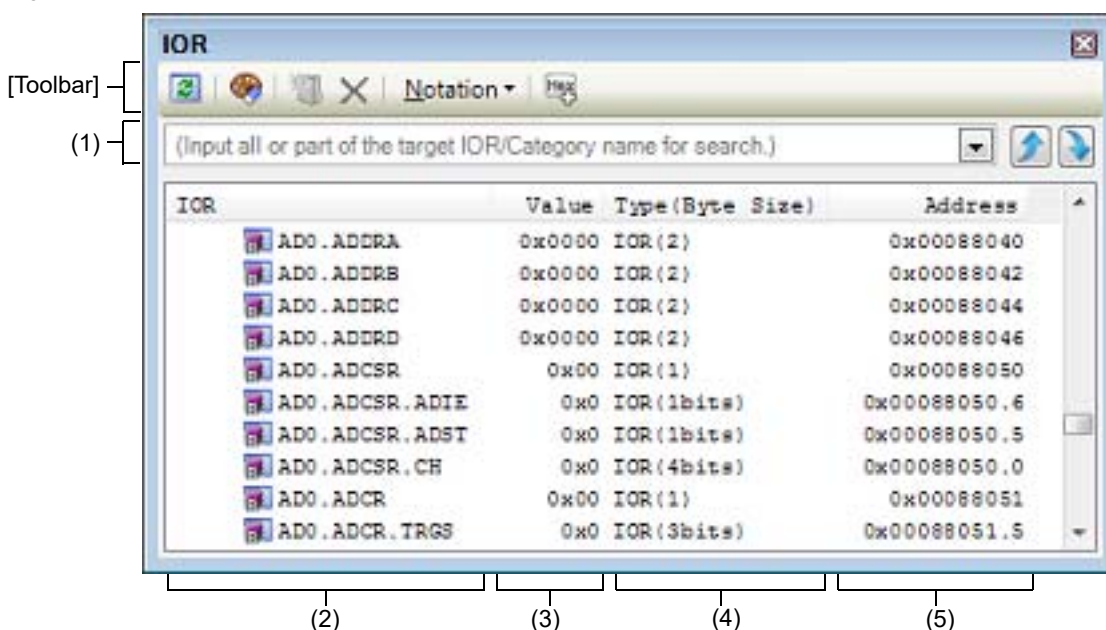 IOR
[Toolbar]
Notation
Hex
(1)
(Input all or part of the target IOR/Category name for search.)
IOR Value Type(Byte Size) Address
AD0.ADDRA 0x0000 IOR(2) 0x00088040
AD0.ADDRB 0x0000 IOR(2) 0x00088042
AD0.ADDRC 0x0000 IOR(2) 0x00088044
AD0.ADDRD 0x0000 IOR(2) 0x00088046
AD0.ADCSR 0x00 IOR(1) 0x00088050
AD0.ADCSR.ADIE 0x0 IOR(1bits) 0x00088050.6
AD0.ADCSR.ADST 0x0 IOR(1bits) 0x00088050.5
AD0.ADCSR.CH 0x0 IOR(4bits) 0x00088050.0
AD0.ADCR 0x00 IOR(1) 0x00088051
AD0.ADCR.TRGS 0x0 IOR(3bits) 0x00088051.5
(2) (3) (4) (5)